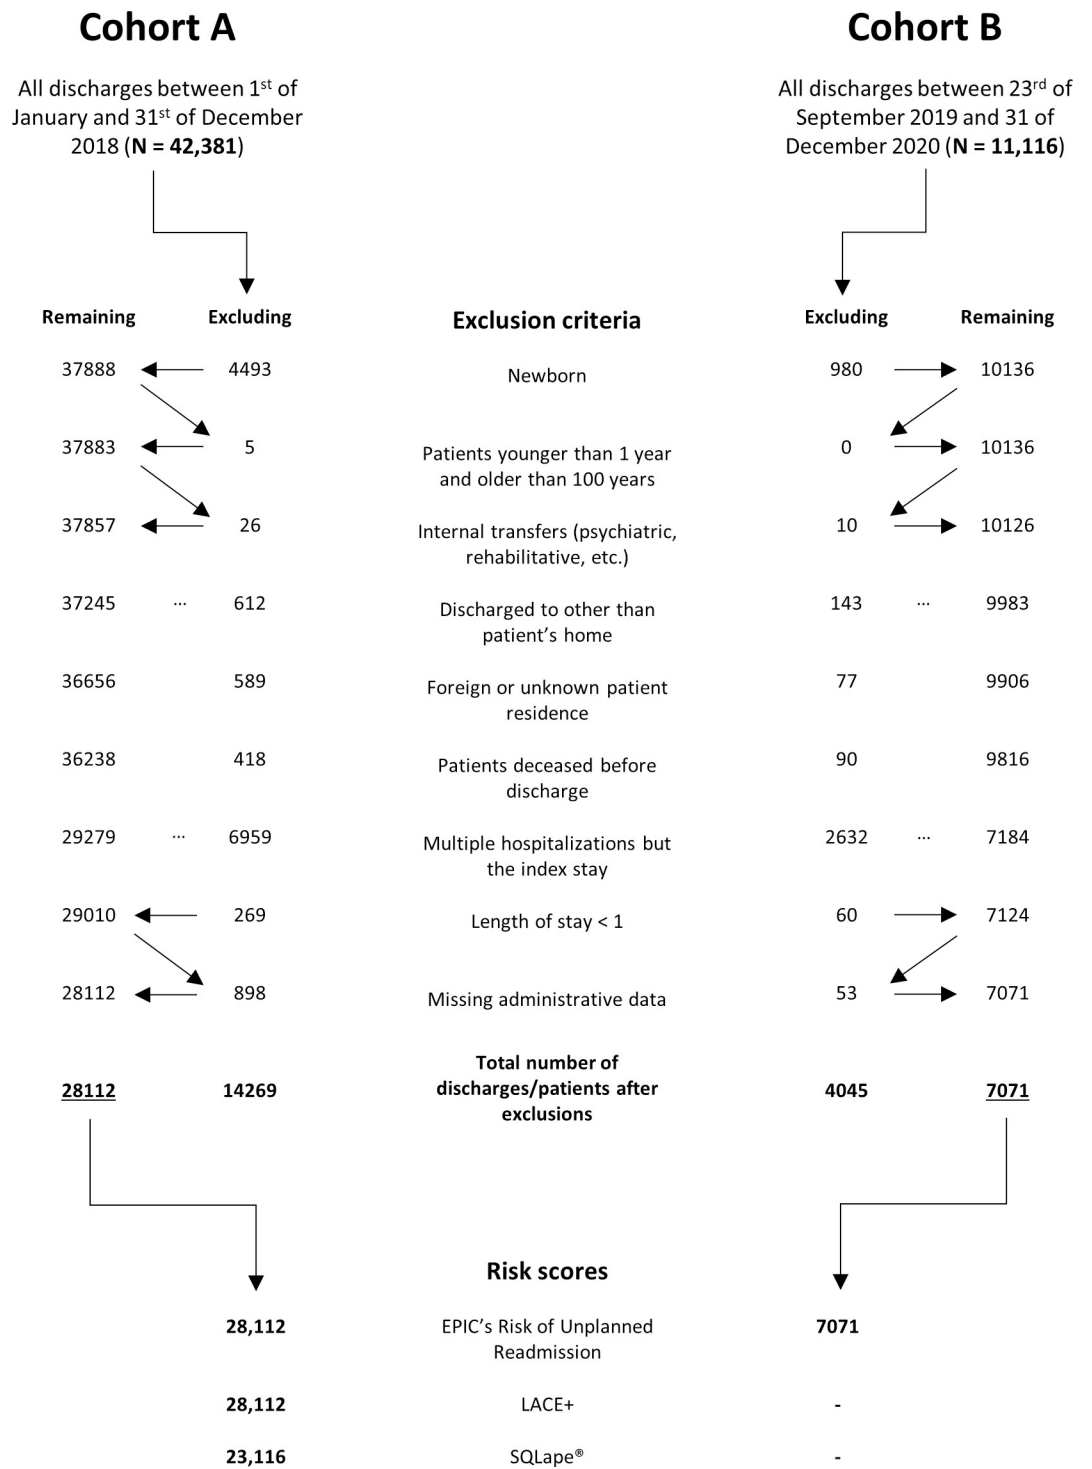 Cohort A Cohort B
All discharges between 1st of
January and 31st of December
2018 (N = 42,381)
All discharges between 23rd of
September 2019 and 31 of
December 2020 (N = 11,116)
Remaining Excluding Exclusion criteria Excluding Remaining
37888 4493 Newborn 980 10136
37883 5 Patients younger than 1 year 0 10136
and older than 100 years
37857 26 Internal transfers (psychiatric, 10 10126
rehabilitative, etc.)
37245 ... 612 Discharged to other than 143 ... 9983
patient's home
36656 589 Foreign or unknown patient 77 9906
residence
36238 418 Patients deceased before 90 9816
discharge
29279 ... 6959 Multiple hospitalizations but 2632 ... 7184
the index stay
29010 269 Length of stay < 1 60 7124
28112 898 Missing administrative data 53 7071
Total number of
28112 14269 discharges/patients after 4045 7071
exclusions
Risk scores
28,112 EPIC's Risk of Unplanned 7071
Readmission
28,112 LACE+ -
23,116 SQLape® -